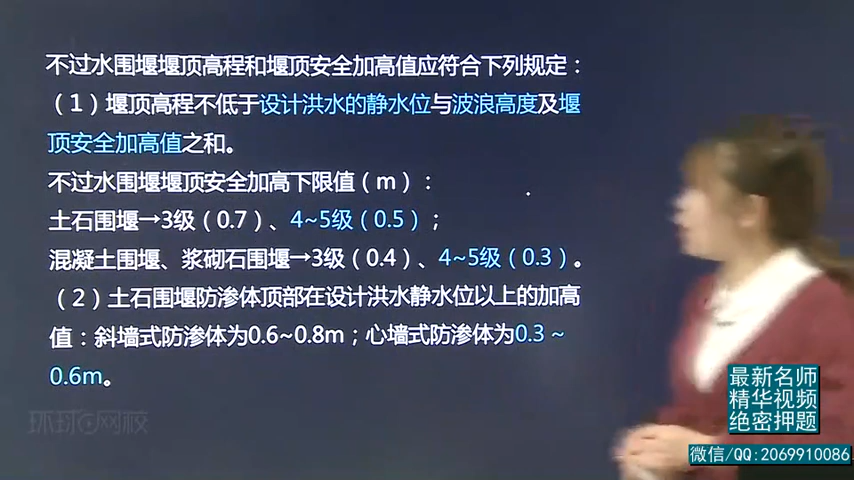 不过水围堰堰顶高程和堰顶安全加高值应符合下列规定：
（1）堰顶高程不低于设计洪水的静水位与波浪高度及堰
顶安全加高值之和。
不过水围堰堰顶安全加高下限值（m）：
土石围堰→3级（0.7）、4~5级（0.5）；
混凝土围堰、浆砌石围堰→3级（0.4）、4~5级（0.3）。
（2）土石围堰防渗体顶部在设计洪水静水位以上的加高
值：斜墙式防渗体为0.6~0.8m；心墙式防渗体为0.3 ~
0.6m。
环球网校
最新名师
精华视频
绝密押题
微信/QQ:2069910086